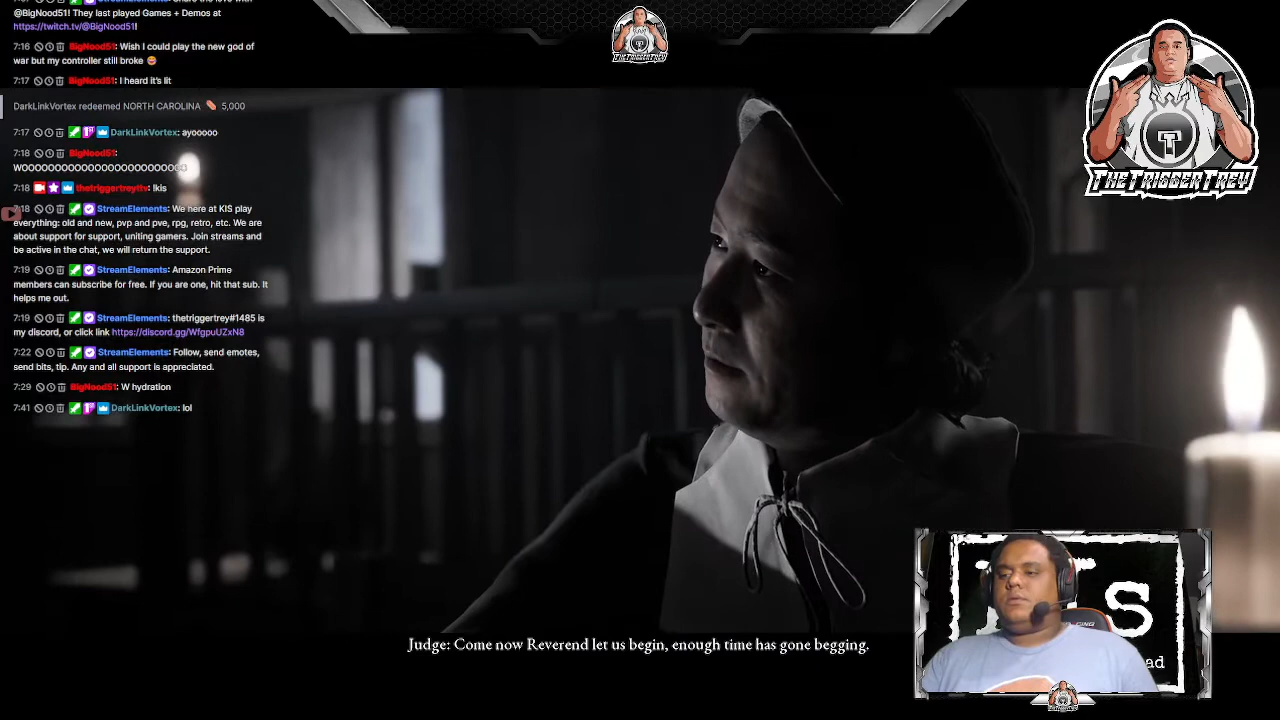 @BigNood51! They last played Games + Demos at
https://twitch.tv/@BigNood51!
7:16 BigNood51: Wish I could play the new god of
war but my controller still broke
7:17 BigNood51: I heard it's lit
DarkLinkVortex redeemed NORTH CAROLINA 5,000
7:17 DarkLinkVortex: ayooooo
7:18 BigNood51:
7:18 thetriggertreyttv: !kis
:18 StreamElements: We here at KIS play
everything: old and new, pvp and pve, rpg, retro, etc. We are
about support for support, uniting gamers. Join streams and
be active in the chat, we will return the support.
7:19 StreamElements: Amazon Prime
members can subscribe for free. If you are one, hit that sub. It
helps me out.
7:19 StreamElements: thetriggertrey#1485 is
my discord, or click link https://discord.gg/WfgpuUZxN8
7:22 StreamElements: Follow, send emotes,
send bits, tip. Any and all support is appreciated.
7:29 BigNood51: W hydration
7:41 DarkLinkVortex: lol
THETRIGGERTREY
T
THETRIGGERTREY
Judge: Come now Reverend let us begin, enough time has gone begging.
S
ad